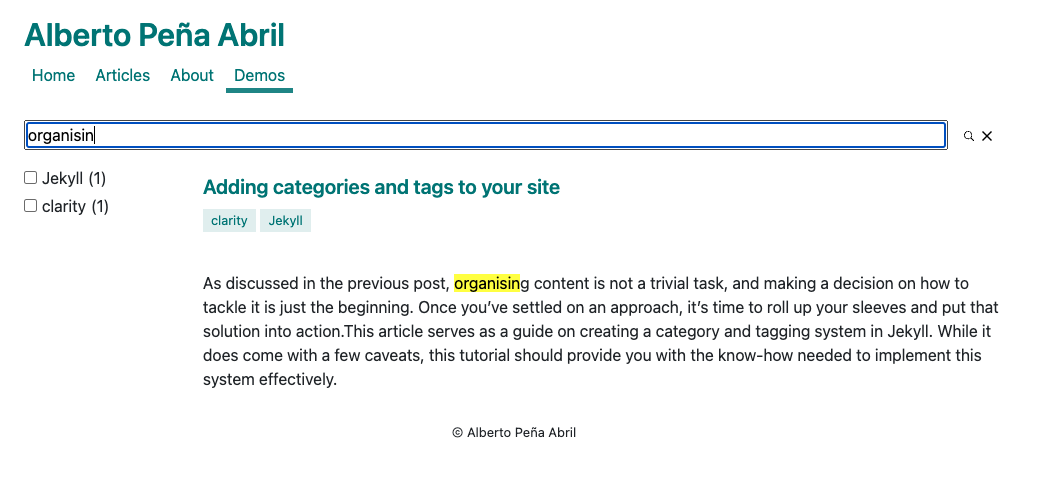 Alberto Peña Abril
Home Articles About Demos
organisin
Jekyll (1)
clarity (1)
Adding categories and tags to your site
clarity Jekyll
As discussed in the previous post, organising content is not a trivial task, and making a decision on how to
tackle it is just the beginning. Once you’ve settled on an approach, it’s time to roll up your sleeves and put that
solution into action.This article serves as a guide on creating a category and tagging system in Jekyll. While it
does come with a few caveats, this tutorial should provide you with the know-how needed to implement this
system effectively.
© Alberto Peña Abril